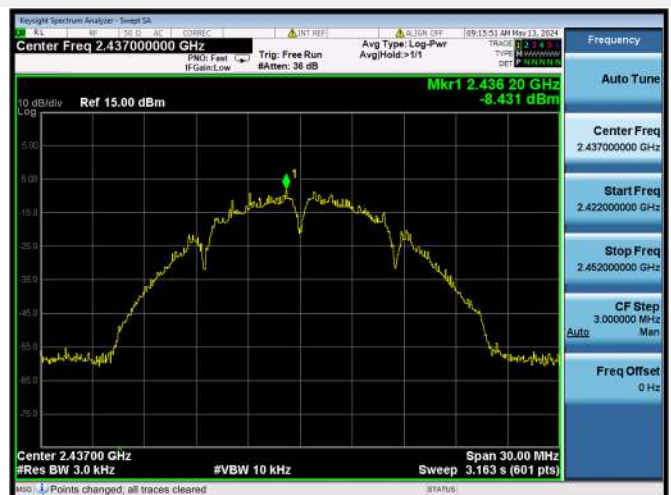 Keysight Spectrum Analyzer - Swept SA
RL RF 50 Ω AC CORREC INT REF ALIGN OFF 09:15:51 AM May 13, 2024
Center Freq 2.437000000 GHz
PNO: Fast
IFGain:Low
Trig: Free Run
#Atten: 36 dB
Avg Type: Log-Pwr
Avg|Hold:>1/1
TRACE 1 2 3 4 5 6
TYPE M
DET P N N N N N
Mkr1 2.436 20 GHz
-8.431 dBm
10 dB/div Ref 15.00 dBm
Log
5.00
-5.00
-15.0
-25.0
-35.0
-45.0
-55.0
-65.0
-75.0
1
Center 2.43700 GHz
Span 30.00 MHz
#Res BW 3.0 kHz
#VBW 10 kHz
Sweep 3.163 s (601 pts)
MSG Points changed; all traces cleared
STATUS
Frequency
Auto Tune
Center Freq
2.437000000 GHz
Start Freq
2.422000000 GHz
Stop Freq
2.452000000 GHz
CF Step
3.000000 MHz
Auto Man
Freq Offset
0 Hz